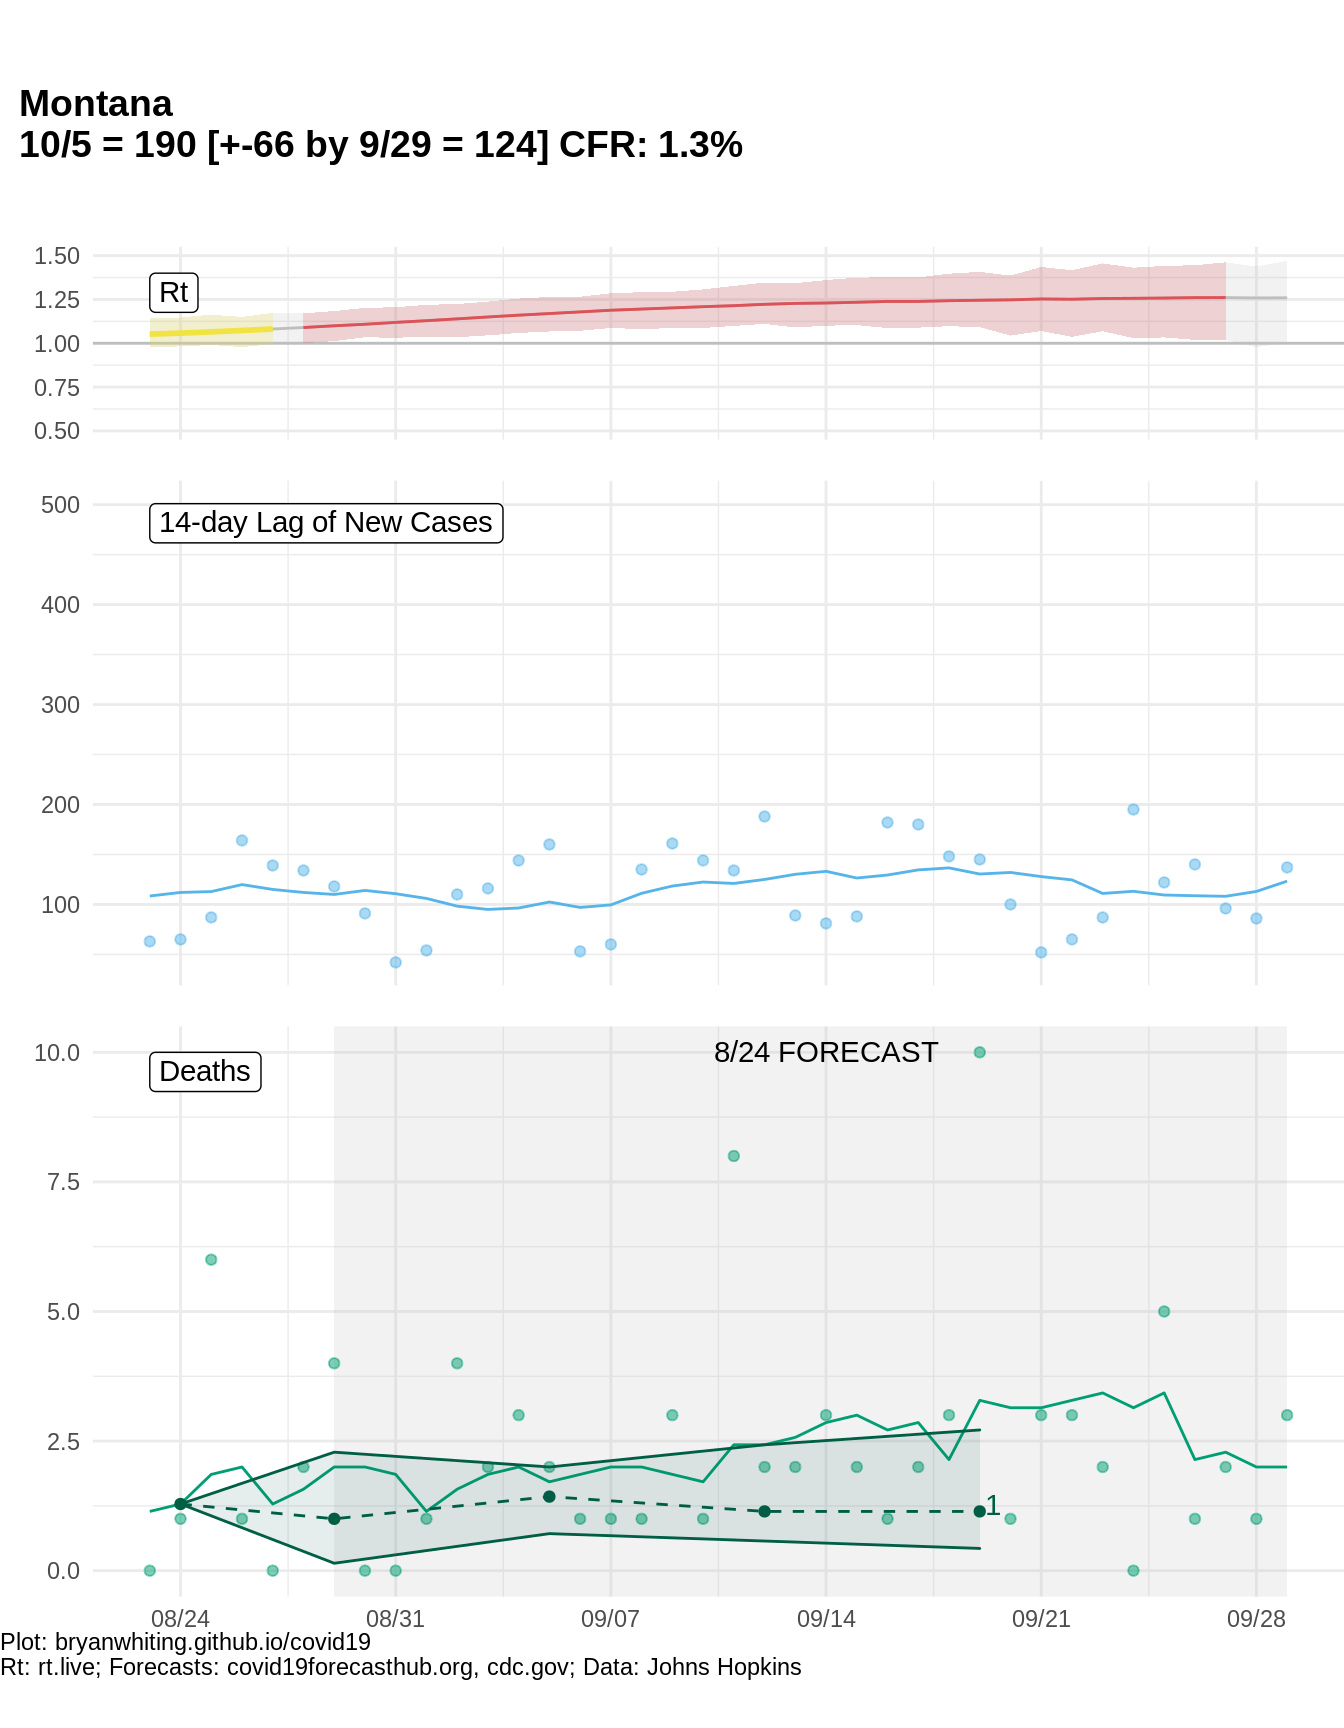 Montana
10/5 = 190 [+-66 by 9/29 = 124] CFR: 1.3%
1.50
Rt
1.25
1.00
0.75
0.50
500
14-day Lag of New Cases
400
300
200
100
10.0
8/24 FORECAST
Deaths
7.5
5.0
2.5
1
0.0
08/24 08/31 09/07 09/14 09/21 09/28
Plot: bryanwhiting.github.io/covid19
Rt: rt.live; Forecasts: covid19forecasthub.org, cdc.gov; Data: Johns Hopkins